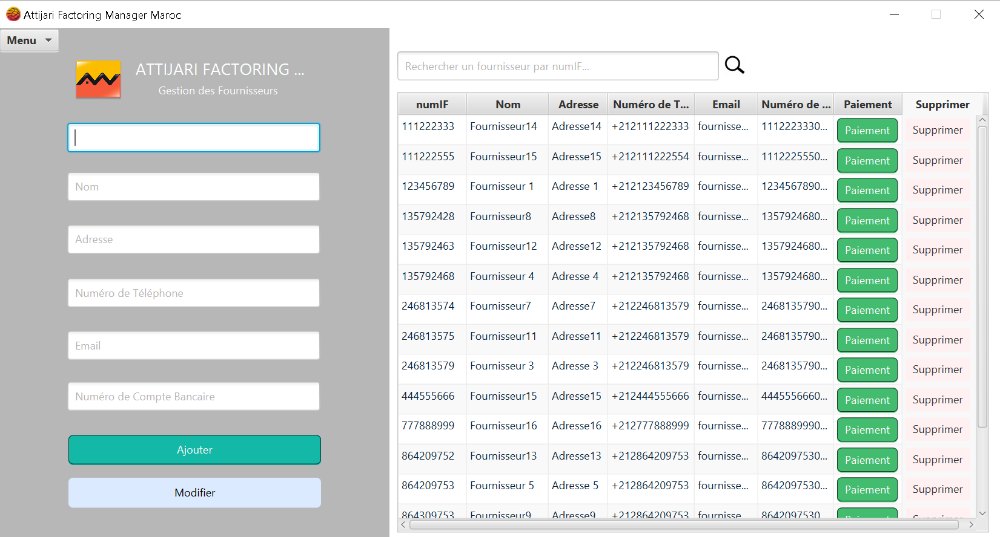 Attijari Factoring Manager Maroc
Menu
ATTIJARI FACTORING ...
Gestion des Fournisseurs
Nom
Adresse
Numéro de Téléphone
Email
Numéro de Compte Bancaire
Ajouter
Modifier
Rechercher un fournisseur par numIF...
numIF Nom Adresse Numéro de T... Email Numéro de ... Paiement Supprimer
111222333 Fournisseur14 Adresse14 +212111222333 fournisse... 1112223330... Paiement Supprimer
111222555 Fournisseur15 Adresse15 +212111222554 fournisse... 1112225550... Paiement Supprimer
123456789 Fournisseur 1 Adresse 1 +212123456789 fournisse... 1234567890... Paiement Supprimer
135792428 Fournisseur8 Adresse8 +212135792468 fournisse... 1357924680... Paiement Supprimer
135792463 Fournisseur12 Adresse12 +212135792468 fournisse... 1357924680... Paiement Supprimer
135792468 Fournisseur 4 Adresse 4 +212135792468 fournisse... 1357924680... Paiement Supprimer
246813574 Fournisseur7 Adresse7 +212246813579 fournisse... 2468135790... Paiement Supprimer
246813575 Fournisseur11 Adresse11 +212246813579 fournisse... 2468135790... Paiement Supprimer
246813579 Fournisseur 3 Adresse 3 +212246813579 fournisse... 2468135790... Paiement Supprimer
444555666 Fournisseur15 Adresse15 +212444555666 fournisse... 4445556660... Paiement Supprimer
777888999 Fournisseur16 Adresse16 +212777888999 fournisse... 7778889990... Paiement Supprimer
864209752 Fournisseur13 Adresse13 +212864209753 fournisse... 8642097530... Paiement Supprimer
864209753 Fournisseur 5 Adresse 5 +212864209753 fournisse... 8642097530... Paiement Supprimer
864309753 Fournisseur9 Adresse9 +212864209753 fournisse... 8642097530... Paiement Supprimer